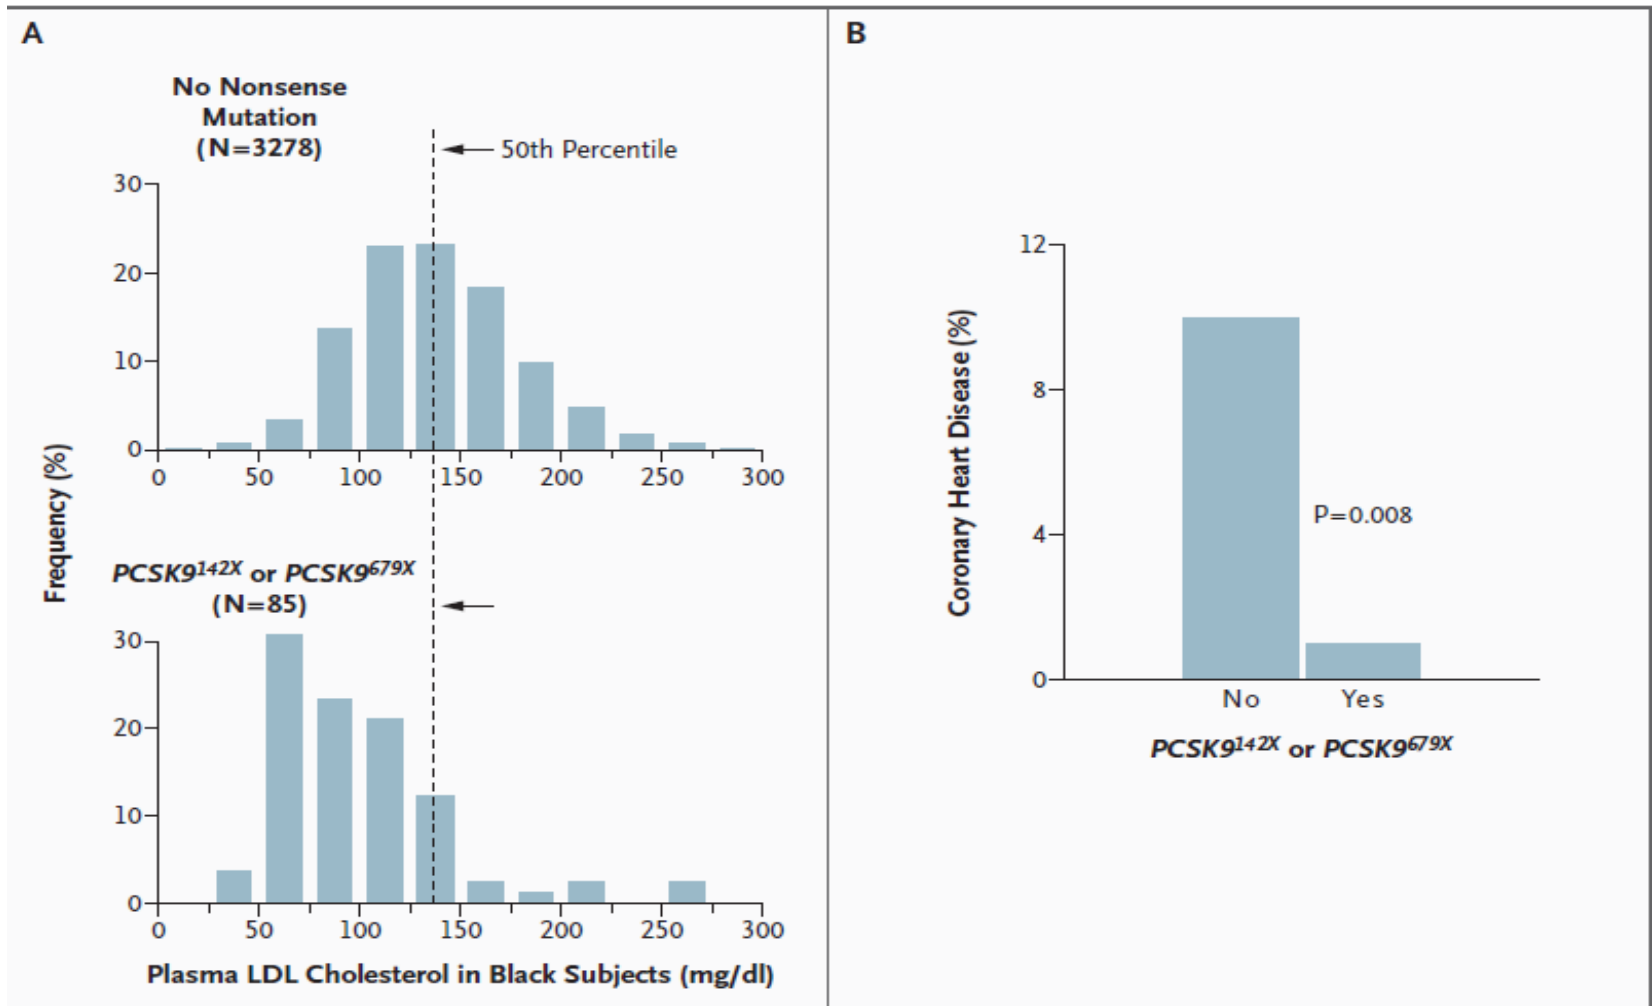 A
No Nonsense
Mutation
(N=3278)
50th Percentile
30
20
10
0
0 50 100 150 200 250 300
Frequency (%)
PCSK9142X or PCSK9679X
(N=85)
30
20
10
0
0 50 100 150 200 250 300
Plasma LDL Cholesterol in Black Subjects (mg/dl)
B
12
8
4
0
Coronary Heart Disease (%)
P=0.008
No Yes
PCSK9142X or PCSK9679X